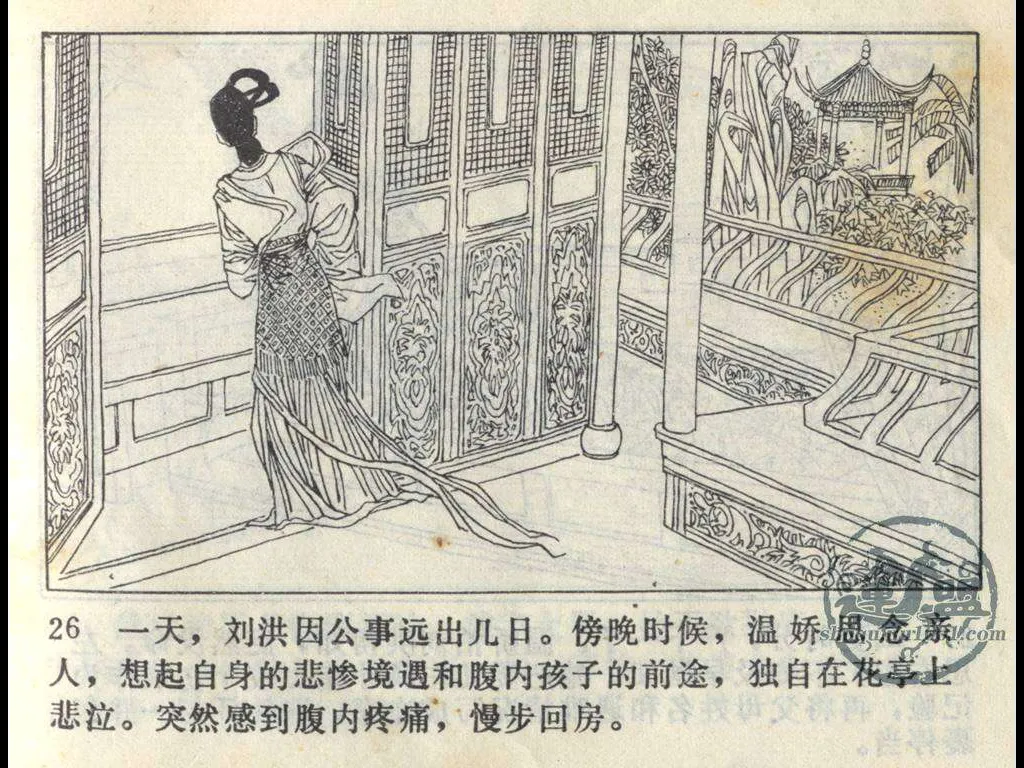 26 一天，刘洪因公事远出几日。傍晚时候，温娇思念亲
人，想起自身的悲惨境遇和腹内孩子的前途，独自在花亭上
悲泣。突然感到腹内疼痛，慢步回房。
連盟
shonyunr1nl.com